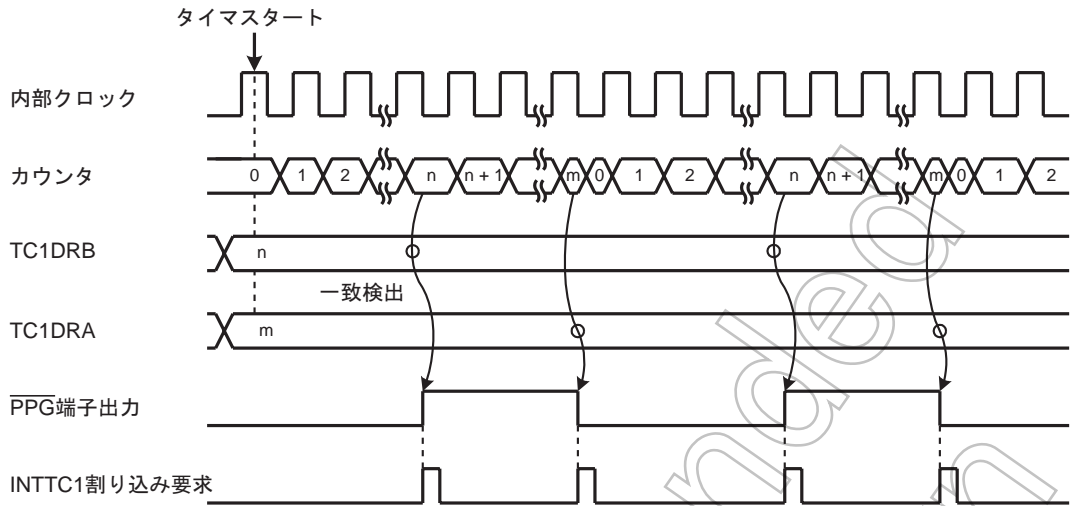 タイマスタート
内部クロック
カウンタ 0 1 2 n n + 1 m 0 1 2 n n + 1 m 0 1 2
TC1DRB n
一致検出
TC1DRA m
PPG端子出力
INTTC1割り込み要求